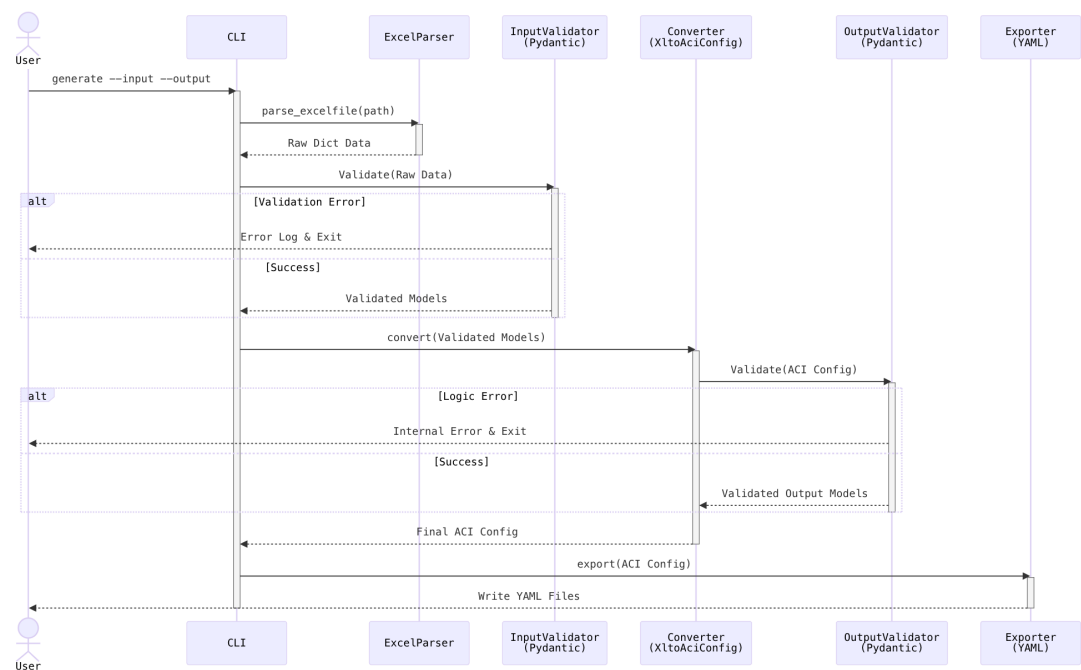 CLI
ExcelParser
InputValidator
(Pydantic)
Converter
(XltoAciConfig)
OutputValidator
(Pydantic)
Exporter
(YAML)
User
generate --input --output
parse_excelfile(path)
Raw Dict Data
Validate(Raw Data)
alt
[Validation Error]
Error Log & Exit
[Success]
Validated Models
convert(Validated Models)
Validate(ACI Config)
alt
[Logic Error]
Internal Error & Exit
[Success]
Validated Output Models
Final ACI Config
export(ACI Config)
Write YAML Files
CLI
ExcelParser
InputValidator
(Pydantic)
Converter
(XltoAciConfig)
OutputValidator
(Pydantic)
Exporter
(YAML)
User